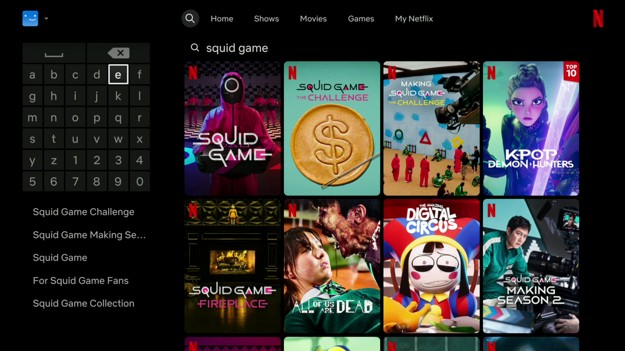 Home Shows Movies Games My Netflix N
squid game
a b c d e f
g h i j k l
m n o p q r
s t u v w x
y z 1 2 3 4
5 6 7 8 9 0
Squid Game Challenge
Squid Game Making Se...
Squid Game
For Squid Game Fans
Squid Game Collection
N
SQUID GAME
N
SQUID GAME
THE CHALLENGE
$
N
MAKING
SQUID GAME
THE CHALLENGE
N
TOP
10
KPOP
DEMON HUNTERS
N
SQUID GAME
FIREPLACE
N
ALL OF US ARE DEAD
N
THE AMAZING
DIGITAL
CIRCUS
N
SQUID GAME
MAKING
SEASON 2